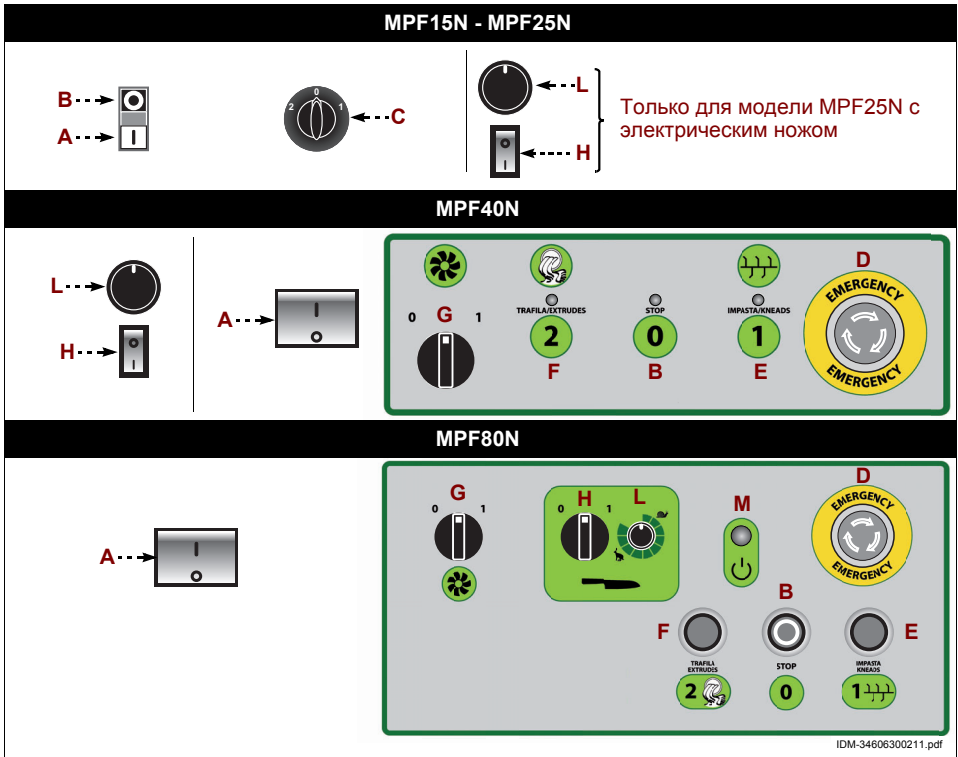 MPF15N - MPF25N
B
A
0
2 1
C
L
H
Только для модели MPF25N с
электрическим ножом
MPF40N
L
H
A
0 G 1
TRAFILA/EXTRUDES
2
F
STOP
0
B
IMPASTA/KNEADS
1
E
D
EMERGENCY
EMERGENCY
MPF80N
A
G
0 1
H L
0 1
M
D
EMERGENCY
EMERGENCY
F
B
E
TRAFILA
EXTRUDES
2
STOP
0
IMPASTA
KNEADS
1
IDM-34606300211.pdf